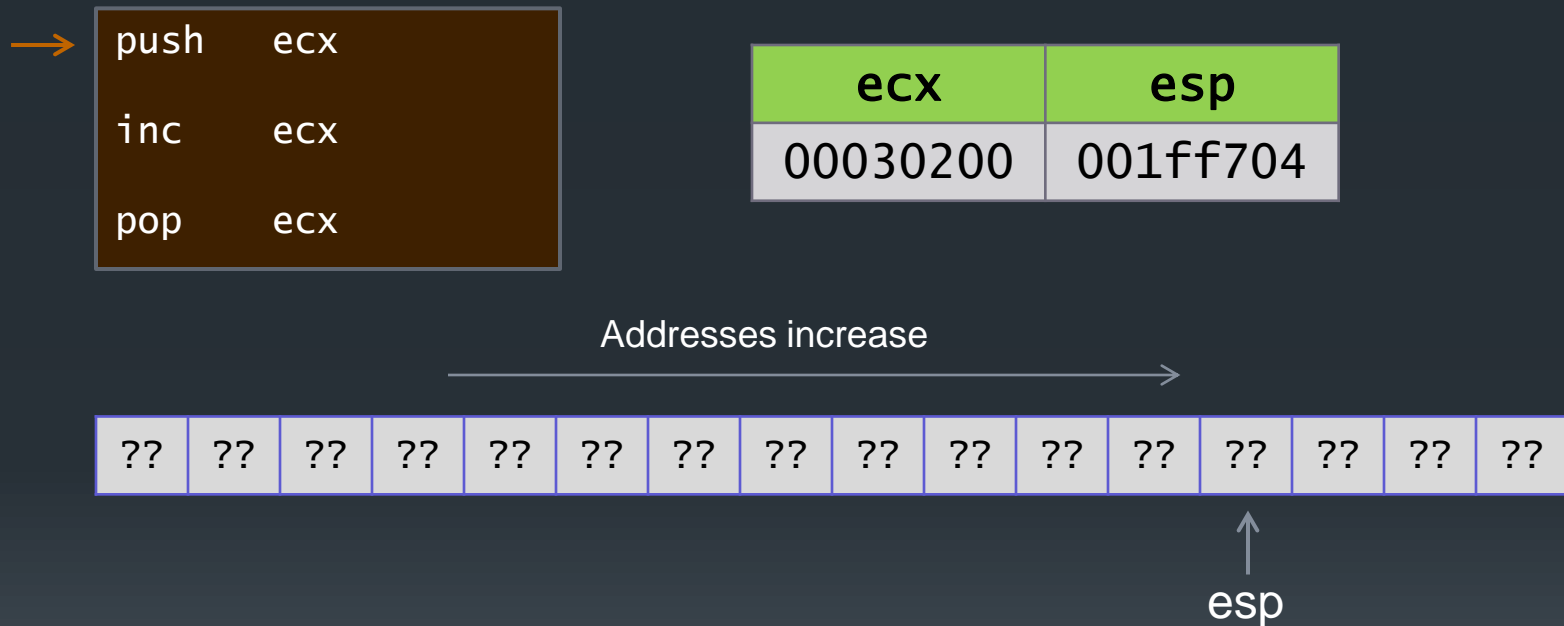 push ecx
inc ecx
pop ecx
ecx esp
00030200 001ff704
Addresses increase
?? ?? ?? ?? ?? ?? ?? ?? ?? ?? ?? ?? ?? ?? ?? ??
esp